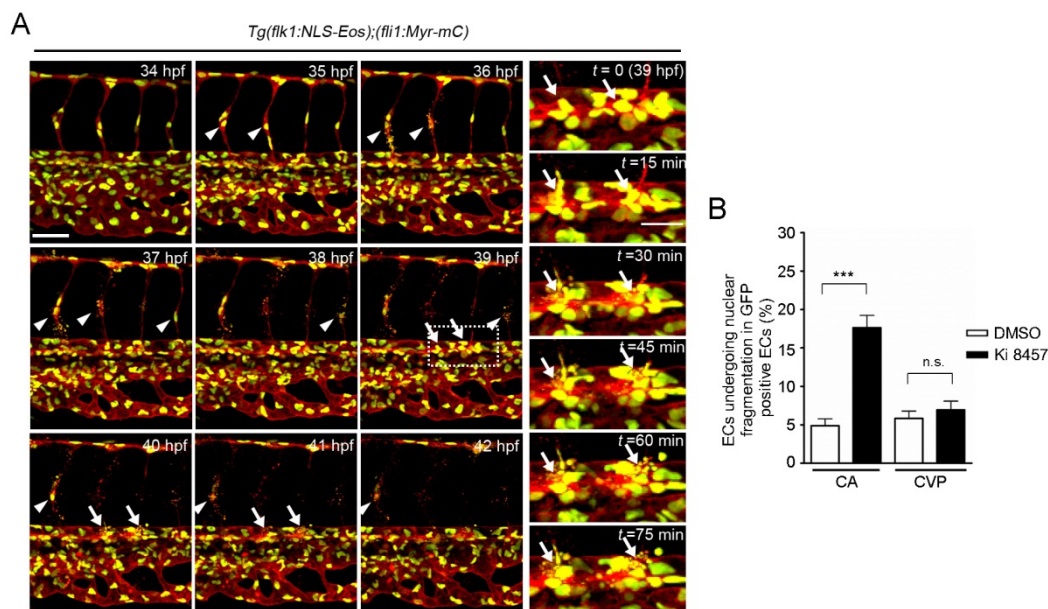 A
Tg(flk1:NLS-Eos);(fli1:Myr-mC)
34 hpf
35 hpf
36 hpf
t = 0 (39 hpf)
t =15 min
37 hpf
38 hpf
39 hpf
t =30 min
t =45 min
40 hpf
41 hpf
42 hpf
t =60 min
t =75 min
B
ECs undergoing nuclear
fragmentation in GFP
positive ECs (%)
30
25
20
15
10
5
0
***
n.s.
DMSO
Ki 8457
CA
CVP